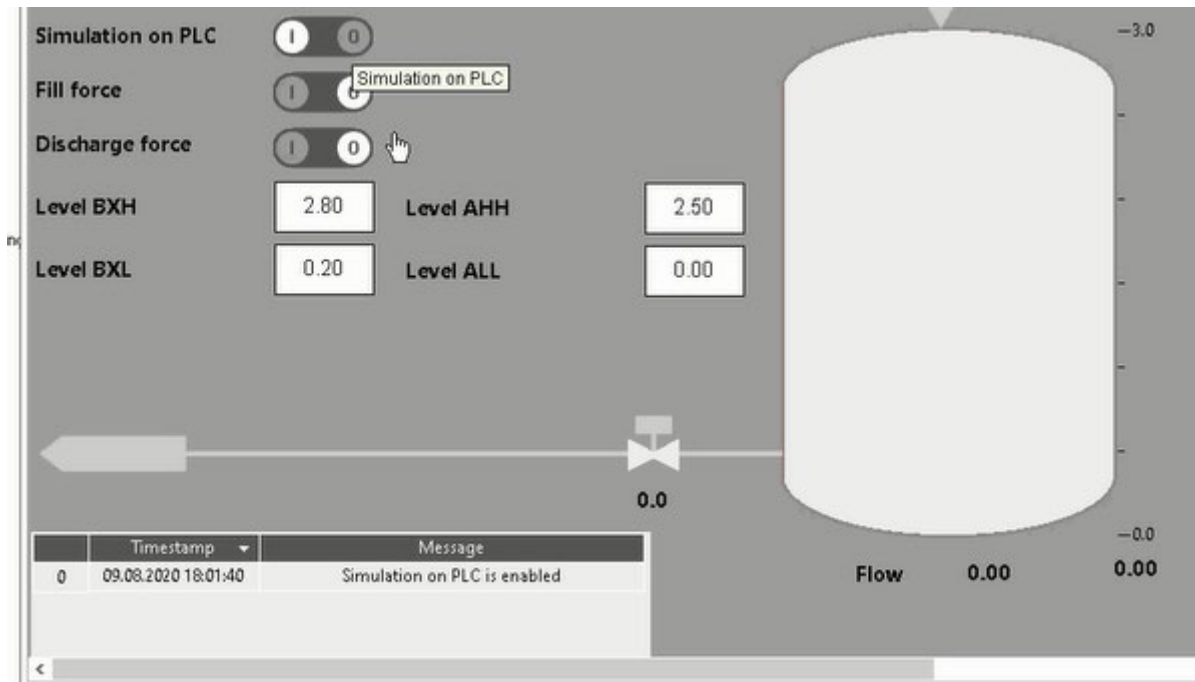 Simulation on PLC I 0
Simulation on PLC
Fill force I
Discharge force I 0
Level BXH 2.80 Level AHH 2.50
Level BXL 0.20 Level ALL 0.00
3.0
0.0
0.0
Flow 0.00 0.00
Timestamp Message
0 09.08.2020 18:01:40 Simulation on PLC is enabled